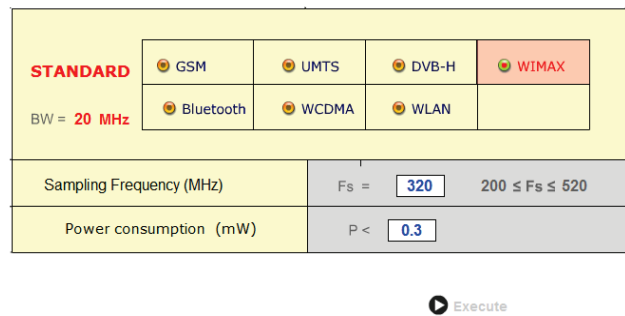 STANDARD
GSM UMTS DVB-H WIMAX
BW = 20 MHz
Bluetooth WCDMA WLAN
Sampling Frequency (MHz) Fs = 320 200 ≤ Fs ≤ 520
Power consumption (mW) P < 0.3
Execute